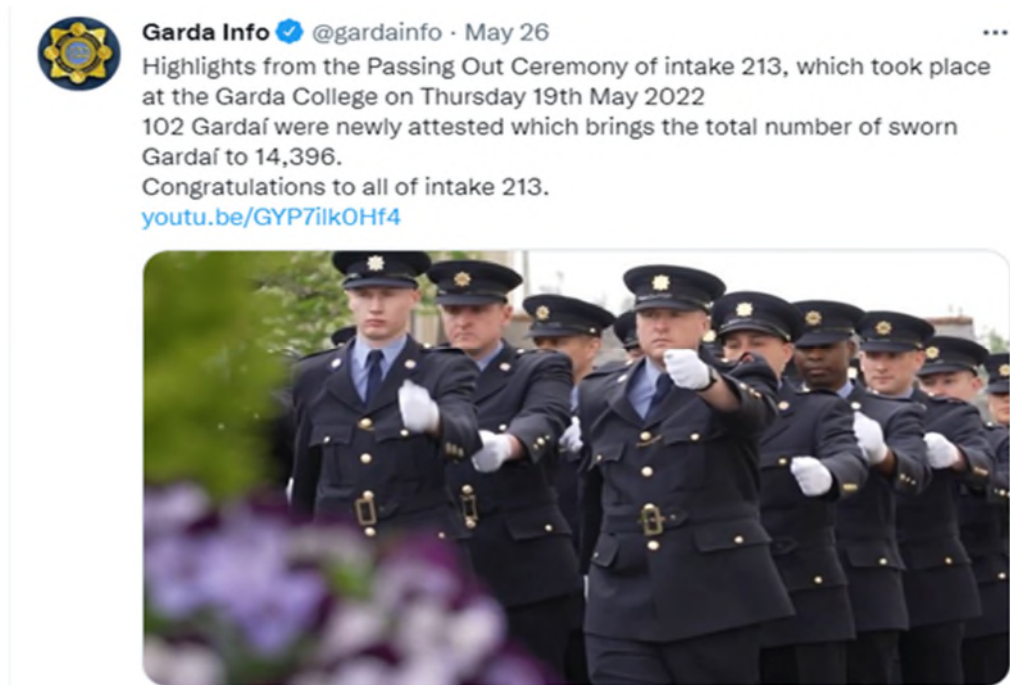 Garda Info @gardainfo · May 26
Highlights from the Passing Out Ceremony of intake 213, which took place
at the Garda College on Thursday 19th May 2022
102 Gardaí were newly attested which brings the total number of sworn
Gardaí to 14,396.
Congratulations to all of intake 213.
youtu.be/GYP7ilk0Hf4